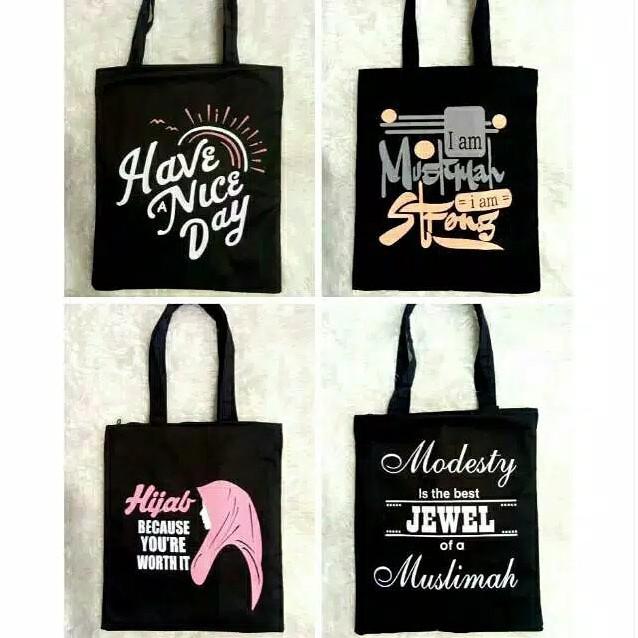 Have
A Nice
Day
I am
Muslimah
= i am =
Strong
Hijab
BECAUSE
YOU'RE
WORTH IT
Modesty
Is the best
JEWEL
of a
Muslimah